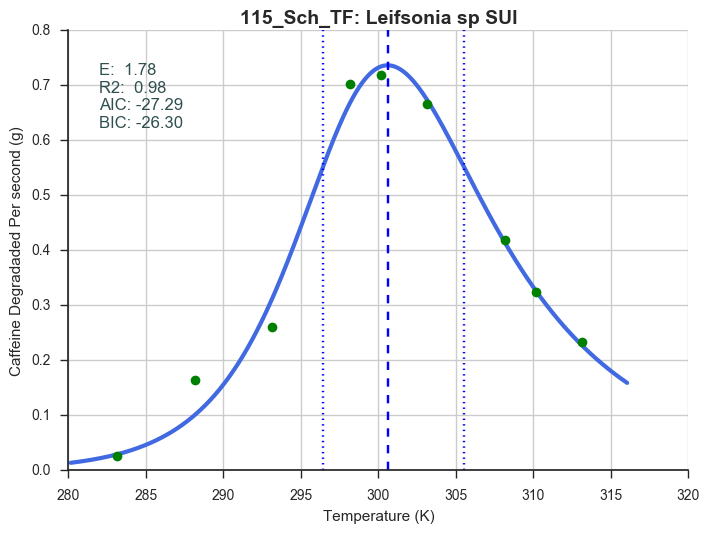 115_Sch_TF: Leifsonia sp SUI
E:  1.78
R2:  0.98
AIC: -27.29
BIC: -26.30
Caffeine Degradaded Per second (g)
0.8
0.7
0.6
0.5
0.4
0.3
0.2
0.1
0.0
280 285 290 295 300 305 310 315 320
Temperature (K)